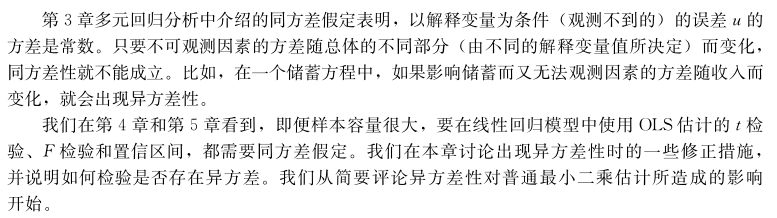 第 3 章多元回归分析中介绍的同方差假定表明，以解释变量为条件（观测不到的）的误差 u 的
方差是常数。只要不可观测因素的方差随总体的不同部分（由不同的解释变量值所决定）而变化，
同方差性就不能成立。比如，在一个储蓄方程中，如果影响储蓄而又无法观测因素的方差随收入而
变化，就会出现异方差性。
我们在第 4 章和第 5 章看到，即便样本容量很大，要在线性回归模型中使用 OLS 估计的 t 检
验、F 检验和置信区间，都需要同方差假定。我们在本章讨论出现异方差性时的一些修正措施，
并说明如何检验是否存在异方差。我们从简要评论异方差性对普通最小二乘估计所造成的影响
开始。